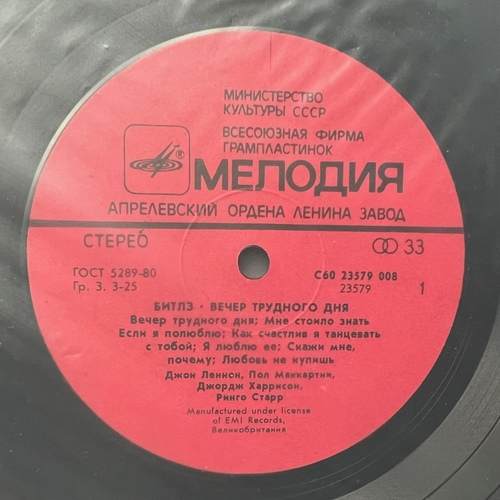 МИНИСТЕРСТВО
КУЛЬТУРЫ СССР
ВСЕСОЮЗНАЯ ФИРМА
ГРАМПЛАСТИНОК
® МЕЛОДИЯ
АПРЕЛЕВСКИЙ ОРДЕНА ЛЕНИНА ЗАВОД
СТЕРЕО
33
ГОСТ 5289-80
Гр. 3. 3-25
С60 23579 008
23579
1
БИТЛЗ · ВЕЧЕР ТРУДНОГО ДНЯ
Вечер трудного дня; Мне стоило знать
Если я полюблю; Как счастлив я танцевать
с тобой; Я люблю ее; Скажи мне,
почему; Любовь не купишь
Джон Леннон, Пол Маккартни,
Джордж Харрисон,
Ринго Старр
Manufactured under license
of EMI Records,
Великобритания